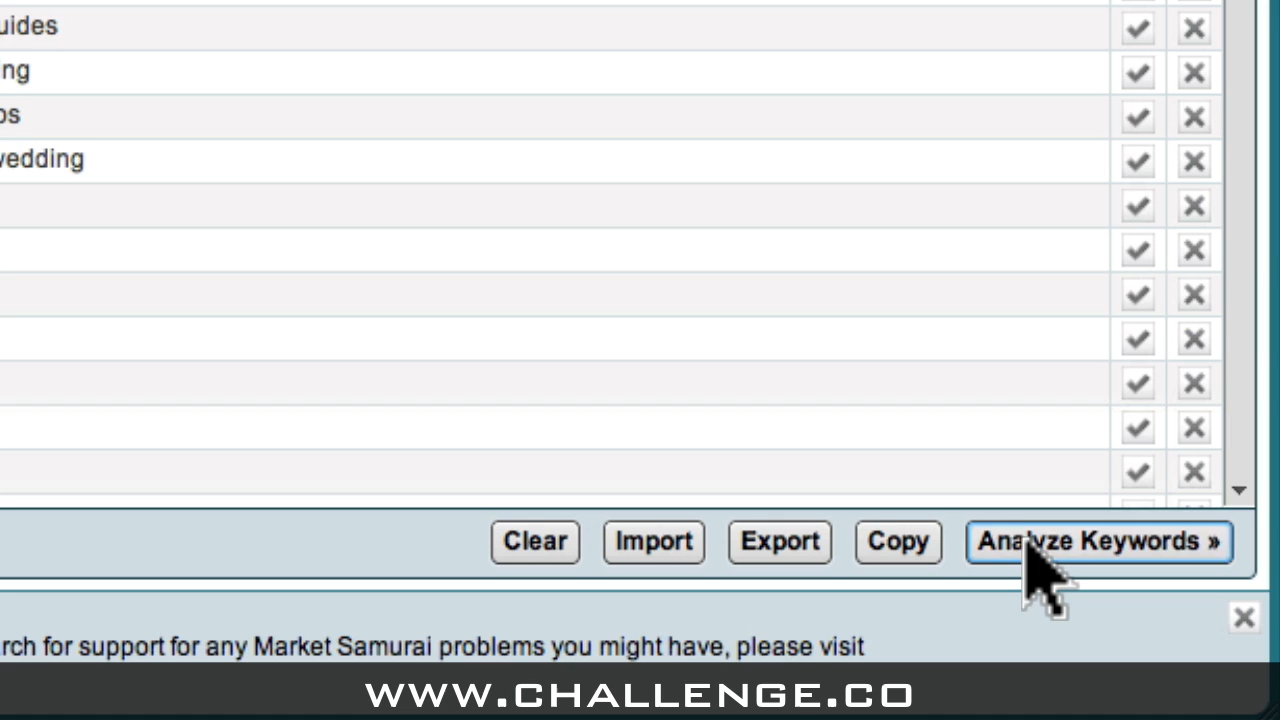 uides
ng
os
wedding
Clear Import Export Copy Analyze Keywords »
rch for support for any Market Samurai problems you might have, please visit
WWW.CHALLENGE.CO